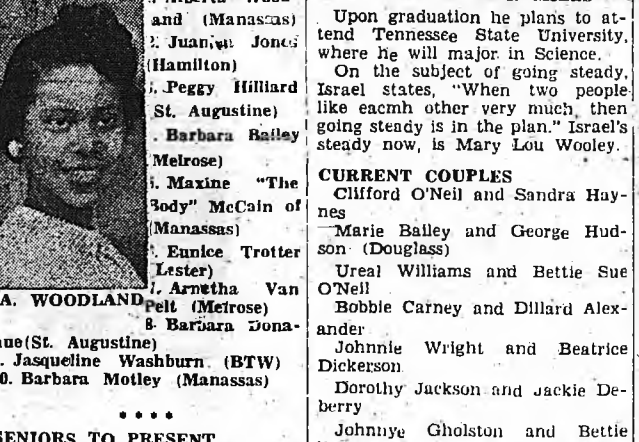 and (Manassas)
2. Juanita Jones
(Hamilton)
Peggy Hilliard
St. Augustine)
Barbara Bailey
Melrose)
Maxine "The
Body" McCain of
(Manassas)
Eunice Trotter
Lester)
Arnetha Van
Pelt (Melrose)
A. WOODLAND
8. Barbara Dona-
hue(St. Augustine)
. Jasqueline Washburn (BTW)
0. Barbara Motley (Manassas)
* * * *
SENIORS TO PRESENT
Upon graduation he plans to at-
tend Tennessee State University,
where he will major in Science.
On the subject of going steady,
Israel states, "When two people
like eacmh other very much, then
going steady is in the plan." Israel's
steady now, is Mary Lou Wooley.
CURRENT COUPLES
Clifford O'Neil and Sandra Hay-
nes
Marie Bailey and George Hud-
son (Douglass)
Ureal Williams and Bettie Sue
O'Neil
Bobbie Carney and Dillard Alex-
ander
Johnnie Wright and Beatrice
Dickerson
Dorothy Jackson and Jackie De-
berry
Johnnye Gholston and Bettie